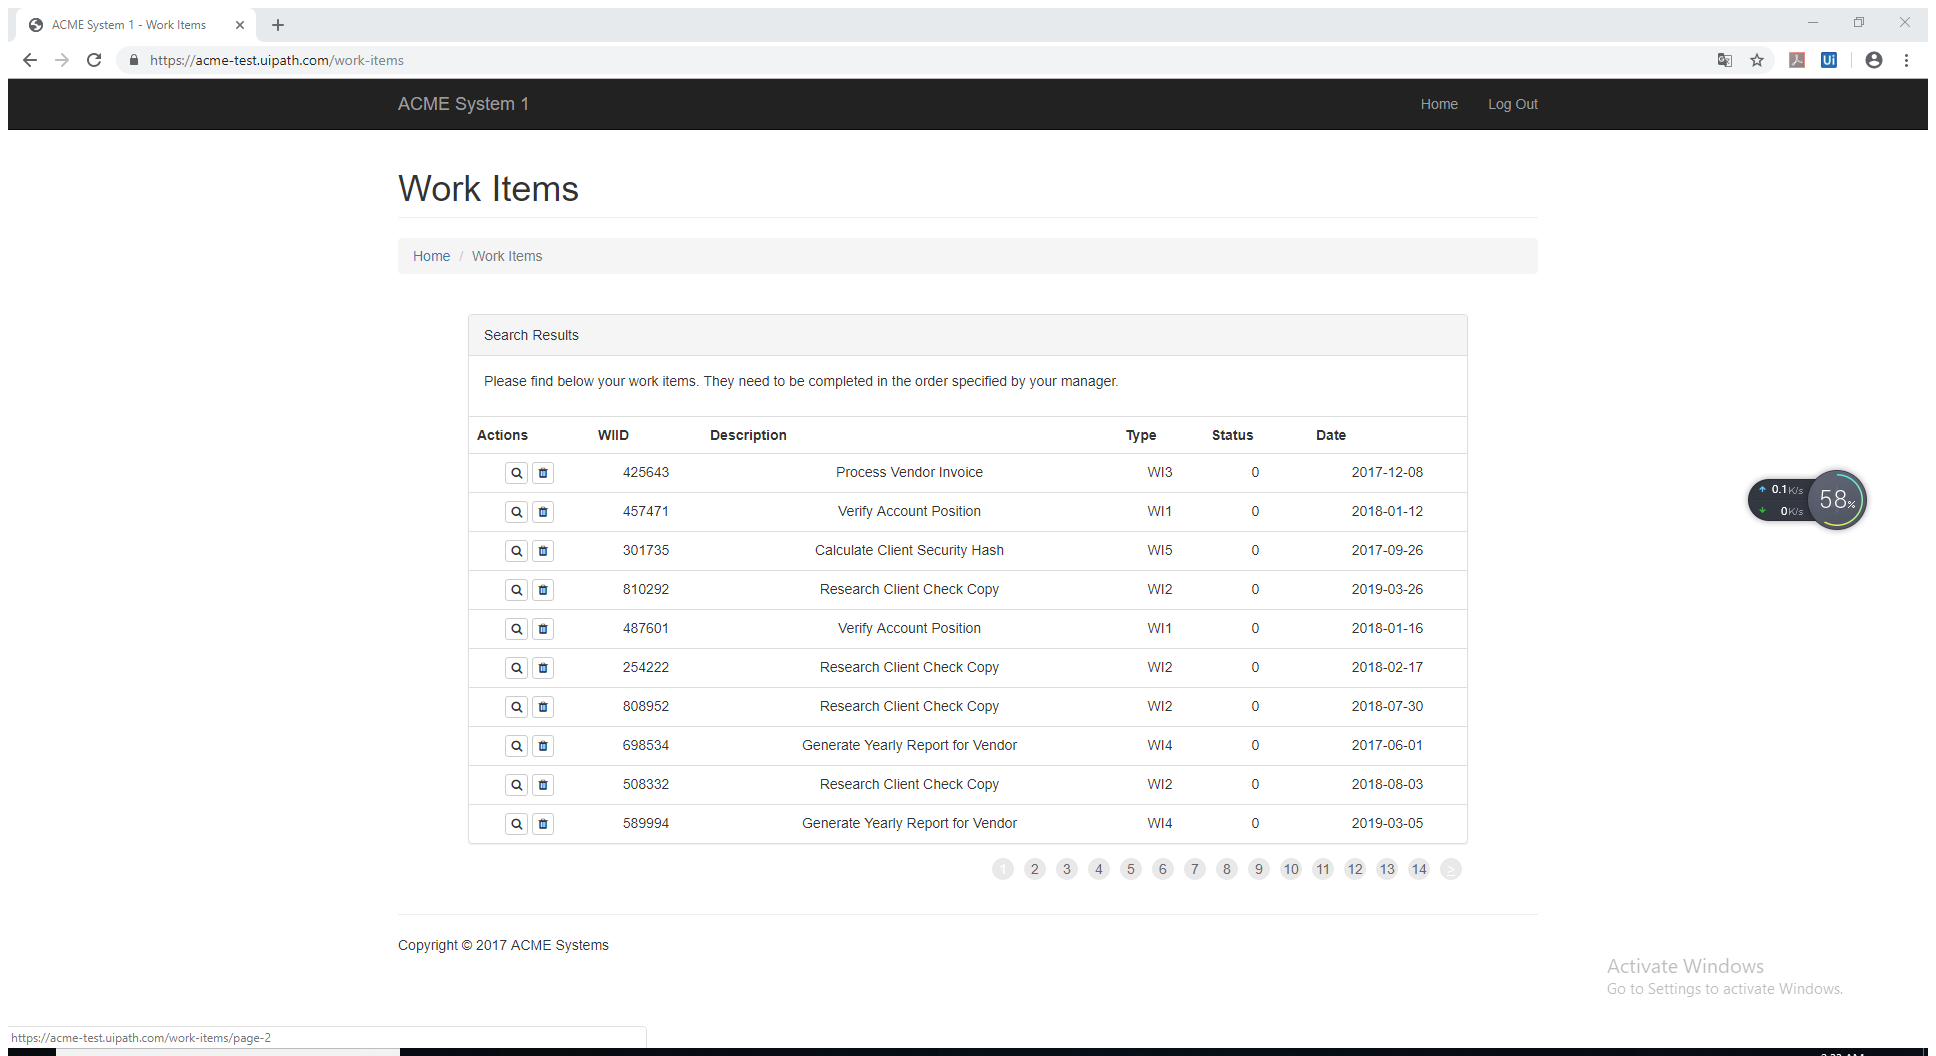 ACME System 1 - Work Items
https://acme-test.uipath.com/work-items
Ui
ACME System 1 Home Log Out
Work Items
Home / Work Items
Search Results
Please find below your work items. They need to be completed in the order specified by your manager.
Actions WIID Description Type Status Date
425643 Process Vendor Invoice WI3 0 2017-12-08
457471 Verify Account Position WI1 0 2018-01-12
301735 Calculate Client Security Hash WI5 0 2017-09-26
810292 Research Client Check Copy WI2 0 2019-03-26
487601 Verify Account Position WI1 0 2018-01-16
254222 Research Client Check Copy WI2 0 2018-02-17
808952 Research Client Check Copy WI2 0 2018-07-30
698534 Generate Yearly Report for Vendor WI4 0 2017-06-01
508332 Research Client Check Copy WI2 0 2018-08-03
589994 Generate Yearly Report for Vendor WI4 0 2019-03-05
1 2 3 4 5 6 7 8 9 10 11 12 13 14 >
0.1K/s
0K/s
58%
Copyright © 2017 ACME Systems
Activate Windows
Go to Settings to activate Windows.
https://acme-test.uipath.com/work-items/page-2